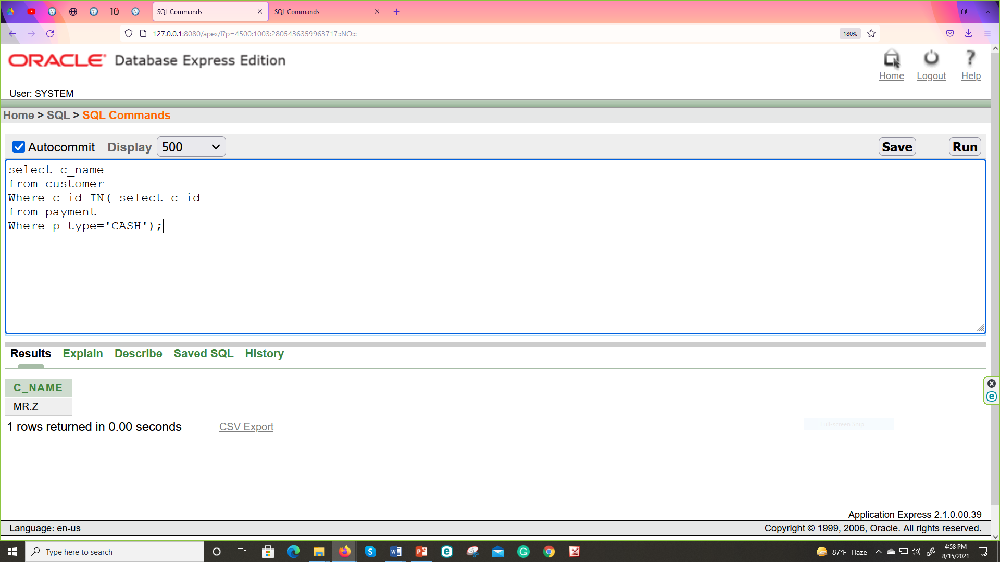 SQL Commands
SQL Commands
127.0.0.1:8080/apex/f?p=4500:1003:2805436359963717::NO:::
180%
ORACLE Database Express Edition
Home
Logout
Help
User: SYSTEM
Home > SQL > SQL Commands
Autocommit
Display
500
Save
Run
select c_name
from customer
Where c_id IN( select c_id
from payment
Where p_type='CASH');
Results
Explain
Describe
Saved SQL
History
C_NAME
MR.Z
1 rows returned in 0.00 seconds
CSV Export
Full-screen Snip
Application Express 2.1.0.00.39
Language: en-us
Copyright © 1999, 2006, Oracle. All rights reserved.
Type here to search
87°F Haze
4:58 PM
8/15/2021